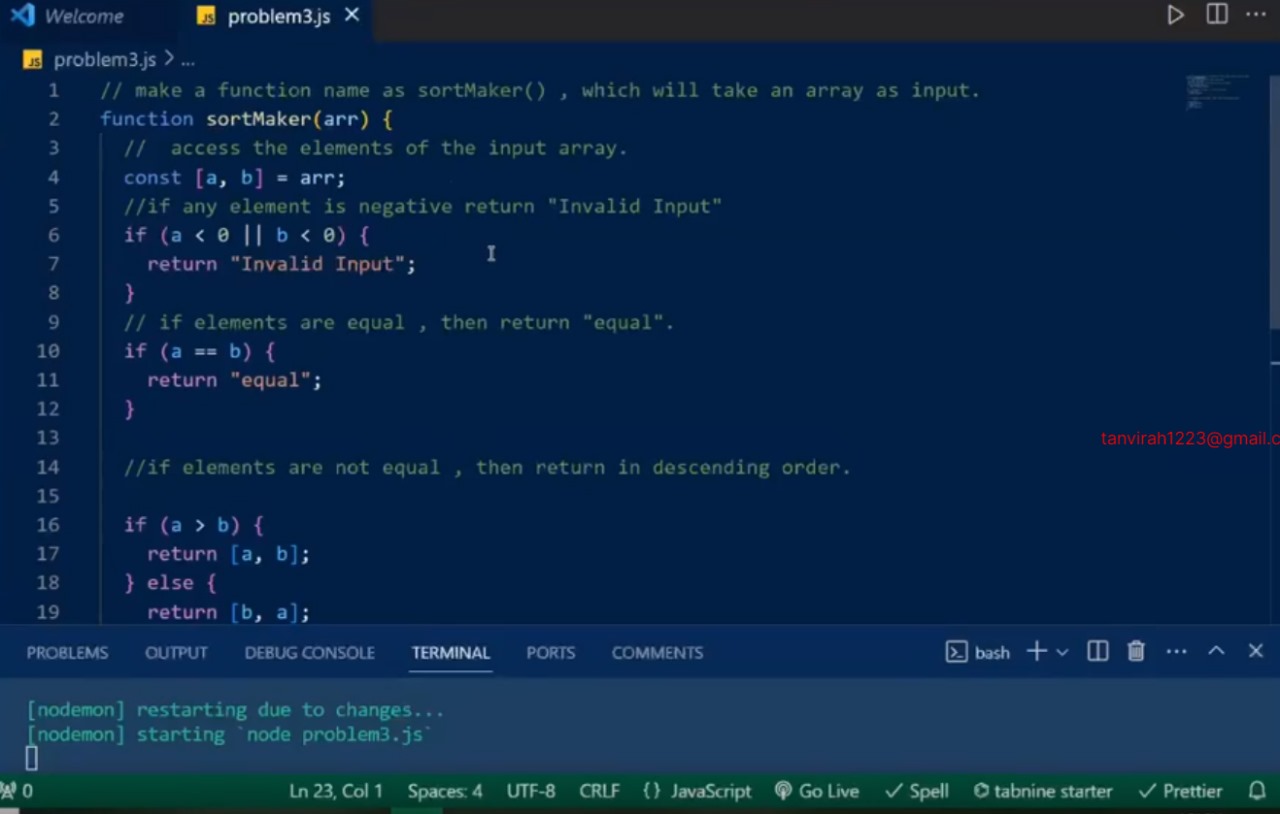 Welcome
JS problem3.js ×
JS problem3.js > ...
1 // make a function name as sortMaker() , which will take an array as input.
2 function sortMaker(arr) {
3 //  access the elements of the input array.
4 const [a, b] = arr;
5 //if any element is negative return "Invalid Input"
6 if (a < 0 || b < 0) {
7 return "Invalid Input";
8 }
9 // if elements are equal , then return "equal".
10 if (a == b) {
11 return "equal";
12 }
13
tanvirah1223@gmail.c
14 //if elements are not equal , then return in descending order.
15
16 if (a > b) {
17 return [a, b];
18 } else {
19 return [b, a];
PROBLEMS OUTPUT DEBUG CONSOLE TERMINAL PORTS COMMENTS bash
[nodemon] restarting due to changes...
[nodemon] starting `node problem3.js`
0 Ln 23, Col 1 Spaces: 4 UTF-8 CRLF {} JavaScript Go Live ✓ Spell tabnine starter ✓ Prettier